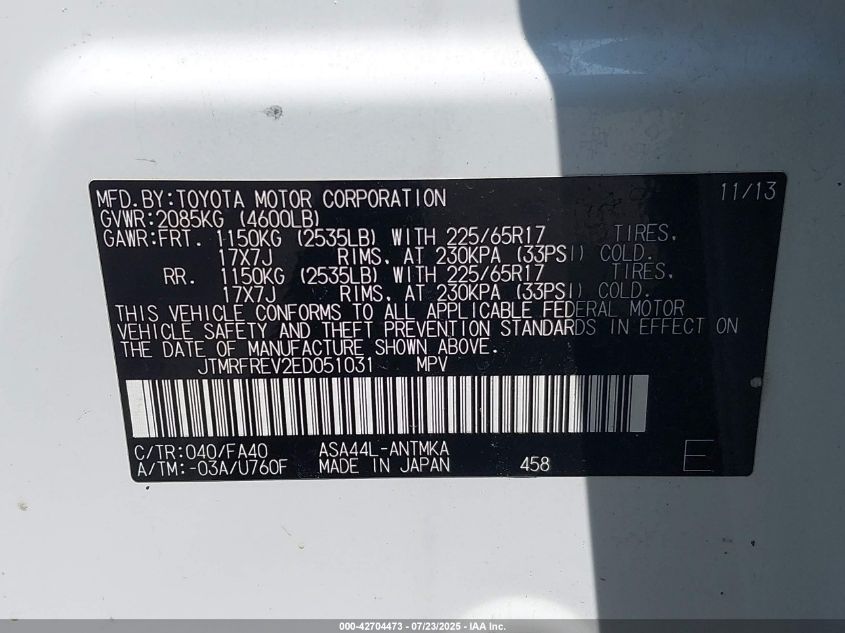 MFD.BY:TOYOTA MOTOR CORPORATION 11/13
GVWR:2085KG (4600LB)
GAWR:FRT. 1150KG (2535LB) WITH 225/65R17 TIRES,
17X7J RIMS, AT 230KPA (33PSI) COLD.
RR. 1150KG (2535LB) WITH 225/65R17 TIRES,
17X7J RIMS, AT 230KPA (33PSI) COLD.
THIS VEHICLE CONFORMS TO ALL APPLICABLE FEDERAL MOTOR
VEHICLE SAFETY AND THEFT PREVENTION STANDARDS IN EFFECT ON
THE DATE OF MANUFACTURE SHOWN ABOVE.
JTMRFREV2ED051031 MPV
C/TR:040/FA40 ASA44L-ANTMKA
A/TM:-03A/U760F MADE IN JAPAN 458 E
000-42704473 - 07/23/2025 - IAA Inc.